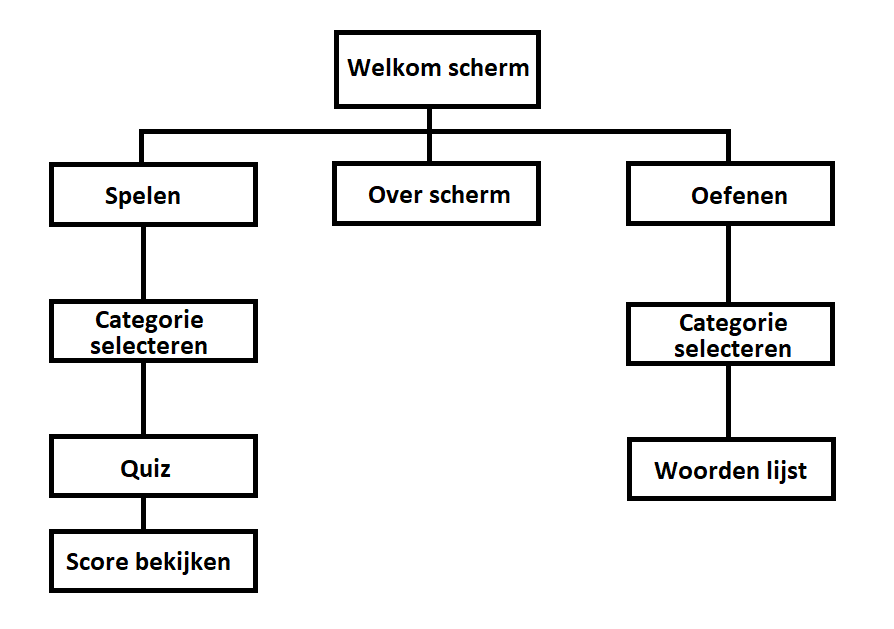 Welkom scherm
Spelen
Over scherm
Oefenen
Categorie
selecteren
Categorie
selecteren
Quiz
Woorden lijst
Score bekijken